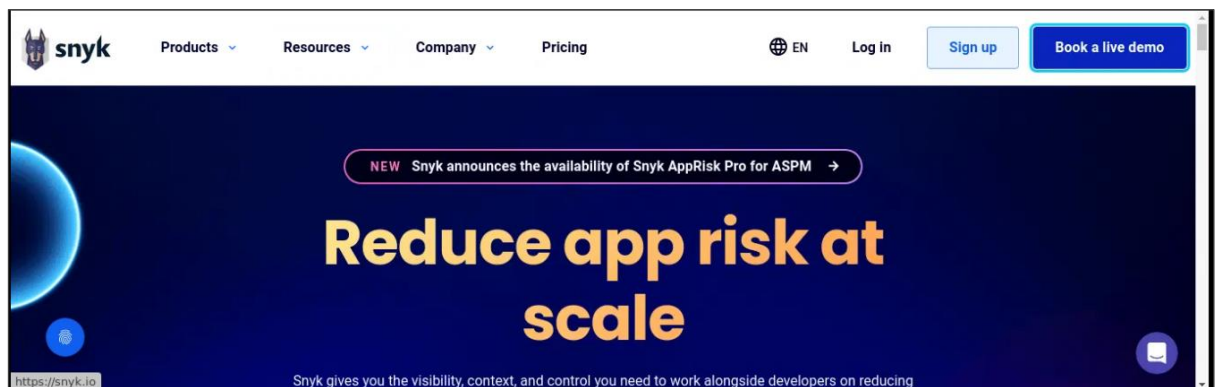 snyk
Products
Resources
Company
Pricing
EN
Log in
Sign up
Book a live demo
NEW Snyk announces the availability of Snyk AppRisk Pro for ASPM →
Reduce app risk at
scale
Snyk gives you the visibility, context, and control you need to work alongside developers on reducing
https://snyk.io